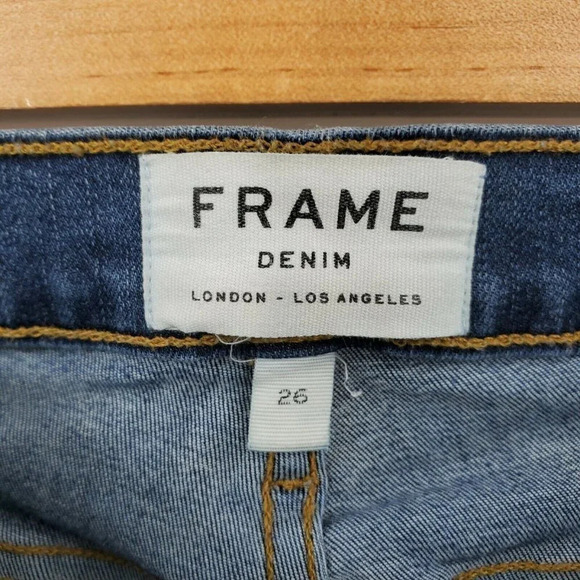 FRAME
DENIM
LONDON - LOS ANGELES
26